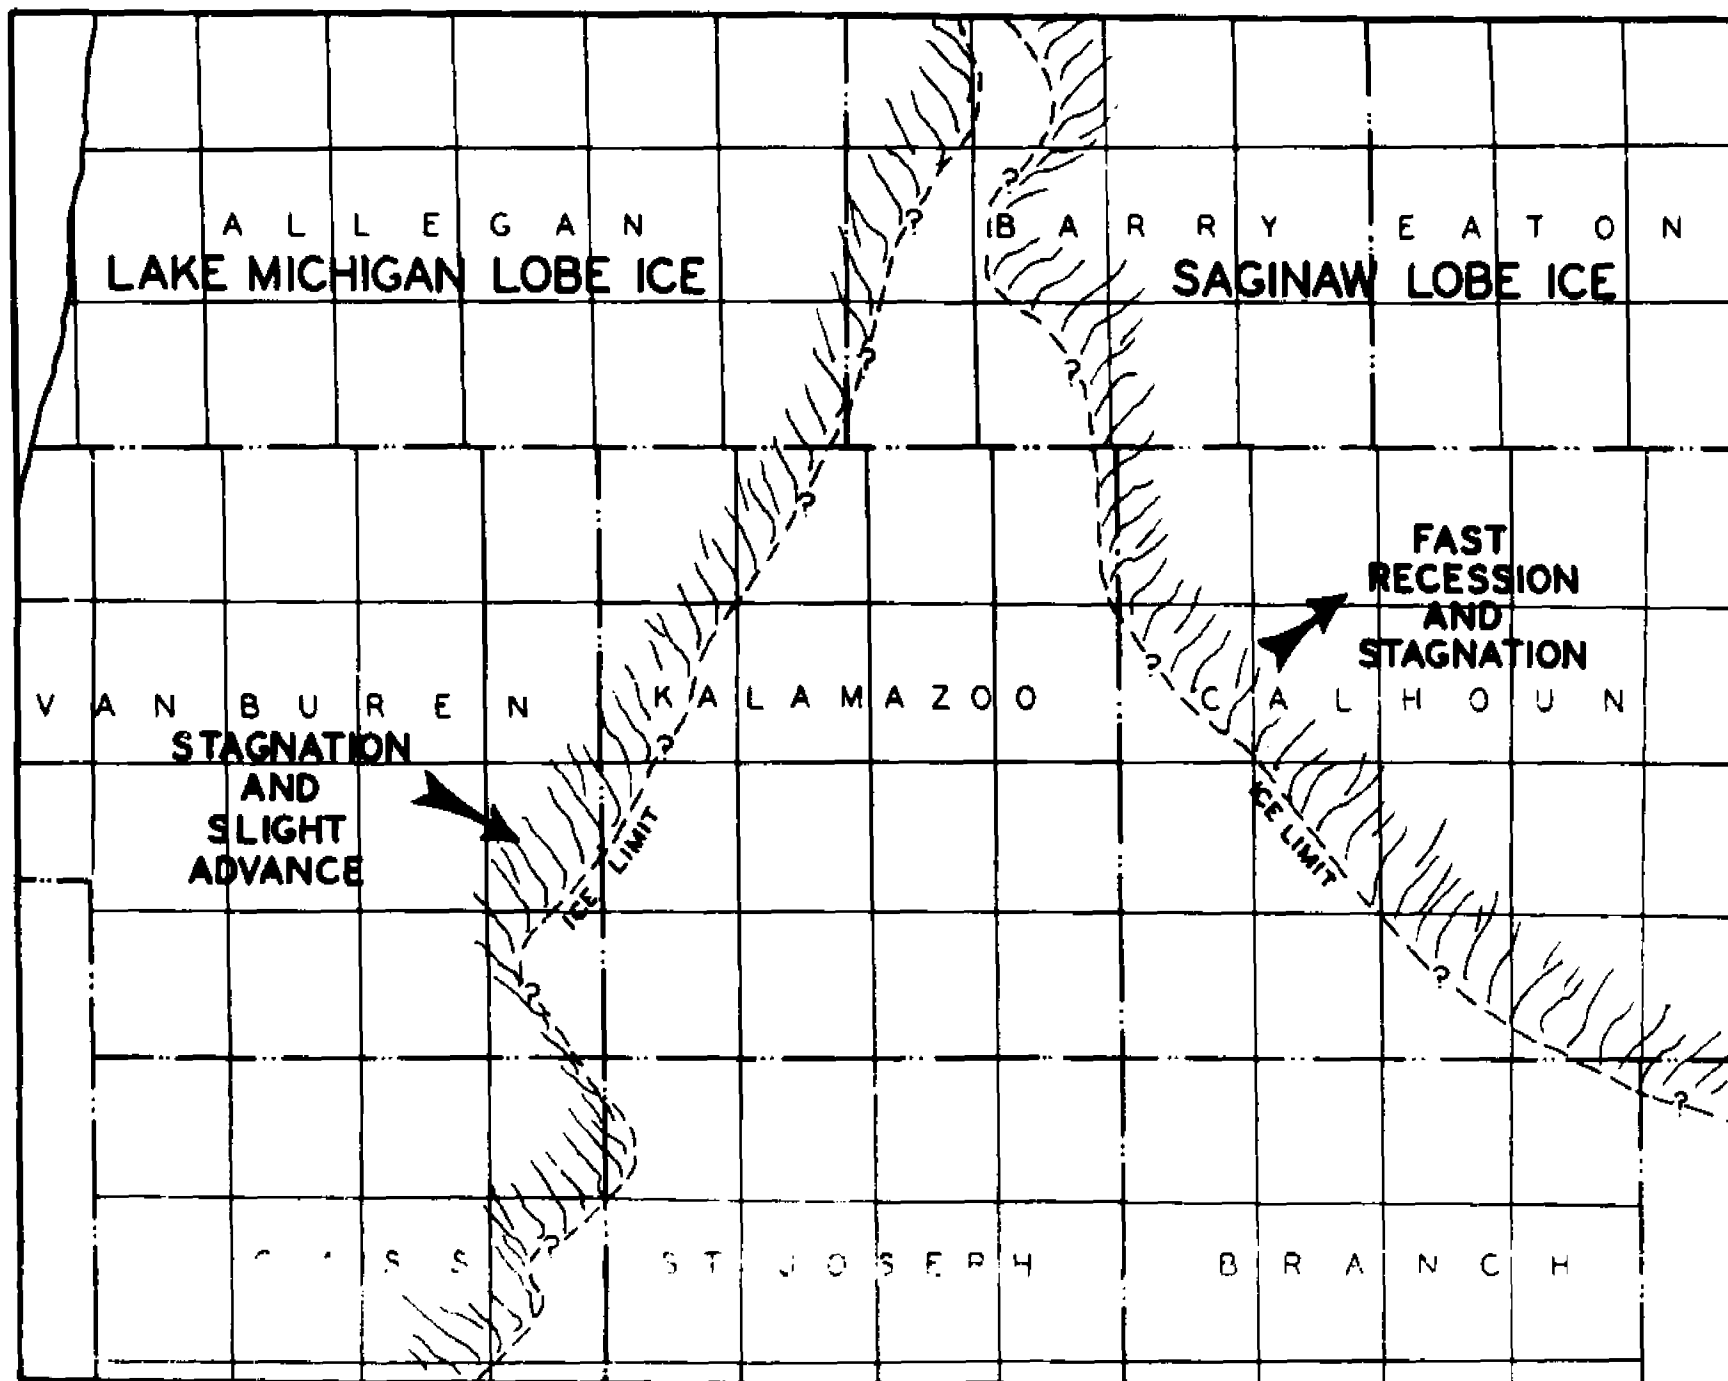 ALLEGAN
BARRY
EATON
LAKE MICHIGAN LOBE ICE
SAGINAW LOBE ICE
FAST
RECESSION
AND
STAGNATION
VAN BUREN
KALAMAZOO
CALHOUN
STAGNATION
AND
SLIGHT
ADVANCE
ICE LIMIT
ICE LIMIT
?
?
?
?
?
?
?
?
?
?
?
?
ST JOSEPH
BRANCH